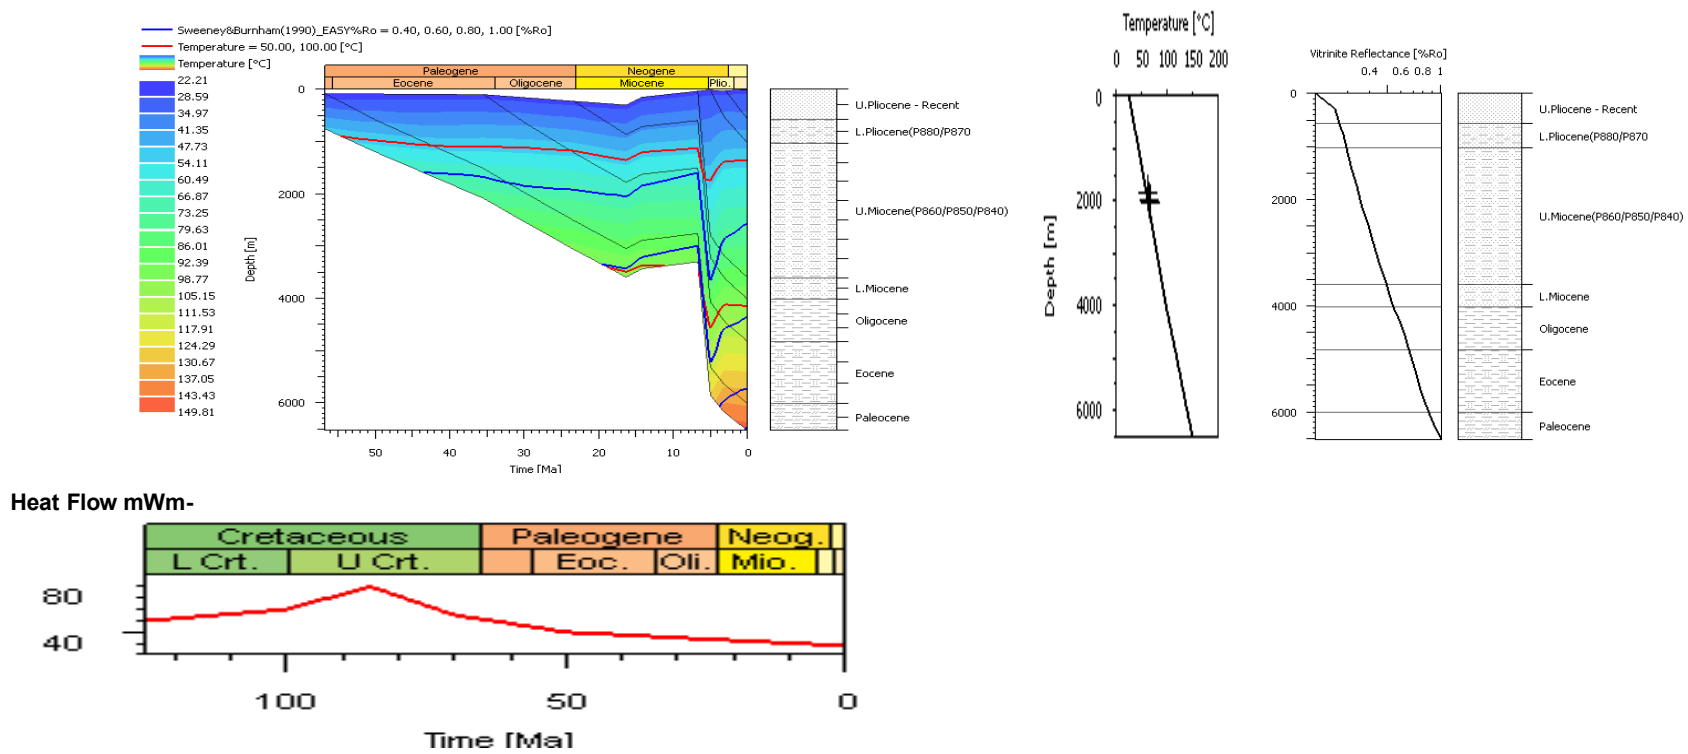 Sweeney&Burnham(1990)_EASY%Ro = 0.40, 0.60, 0.80, 1.00 [%Ro]
Temperature = 50.00, 100.00 [°C]
Temperature [°C]
22.21
28.59
34.97
41.35
47.73
54.11
60.49
66.87
73.25
79.63
86.01
92.39
98.77
105.15
111.53
117.91
124.29
130.67
137.05
143.43
149.81
Paleogene Neogene
Eocene Oligocene Miocene Plio.
0
2000
4000
6000
Depth [m]
50 40 30 20 10 0
Time [Ma]
U.Pliocene - Recent
L.Pliocene(P880/P870
U.Miocene(P860/P850/P840)
L.Miocene
Oligocene
Eocene
Paleocene
Temperature [°C]
0 50 100 150 200
0
2000
4000
6000
Depth [m]
Vitrinite Reflectance [%Ro]
0.4 0.6 0.8 1
0
2000
4000
6000
U.Pliocene - Recent
L.Pliocene(P880/P870
U.Miocene(P860/P850/P840)
L.Miocene
Oligocene
Eocene
Paleocene
Heat Flow mWm-
Cretaceous Paleogene Neog.
L Crt. U Crt. Eoc. Oli. Mio.
80
40
100 50 0
Time [Ma]